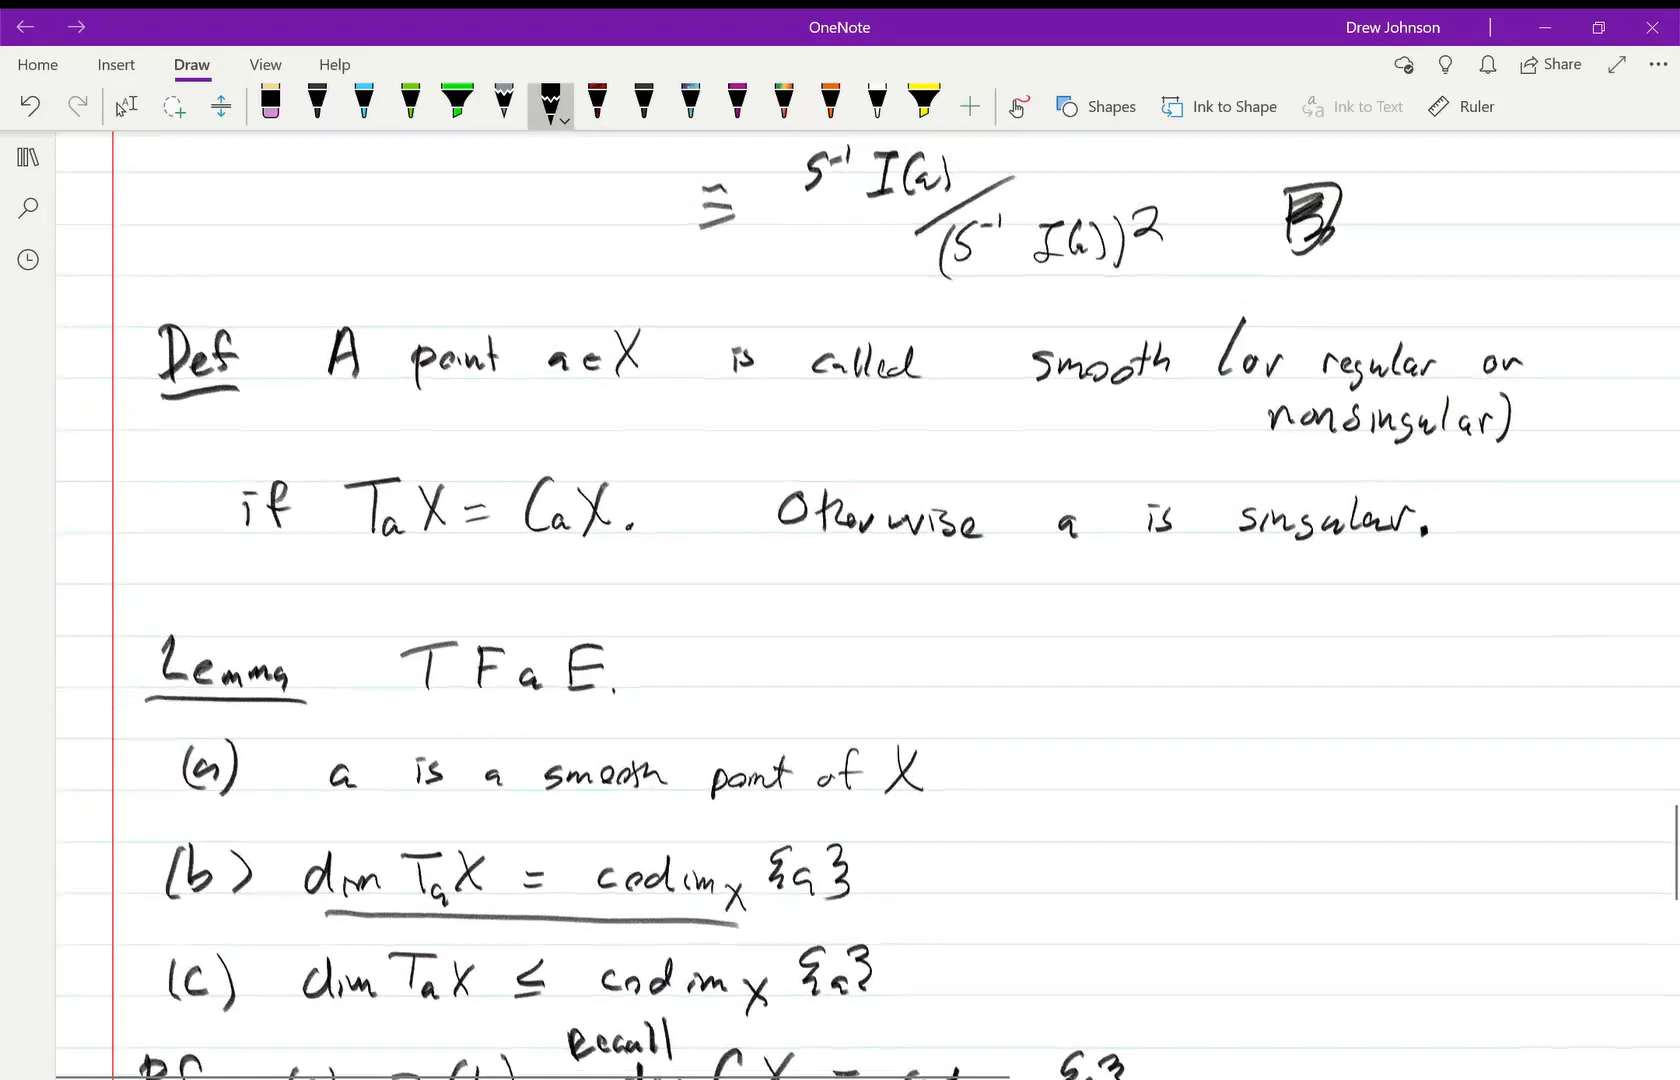 OneNote
Drew Johnson
Home Insert Draw View Help
Share
Shapes Ink to Shape Ink to Text Ruler
≅ S⁻¹ I(a) / (S⁻¹ I(a))²
Def A point a ∈ X is called smooth (or regular or
nonsingular)
if TₐX = CₐX. Otherwise a is singular.
Lemma TFaE.
(a) a is a smooth point of X
(b) dim TₐX = codim_X {a}
(c) dim TₐX ≤ codim_X {a}
Recall